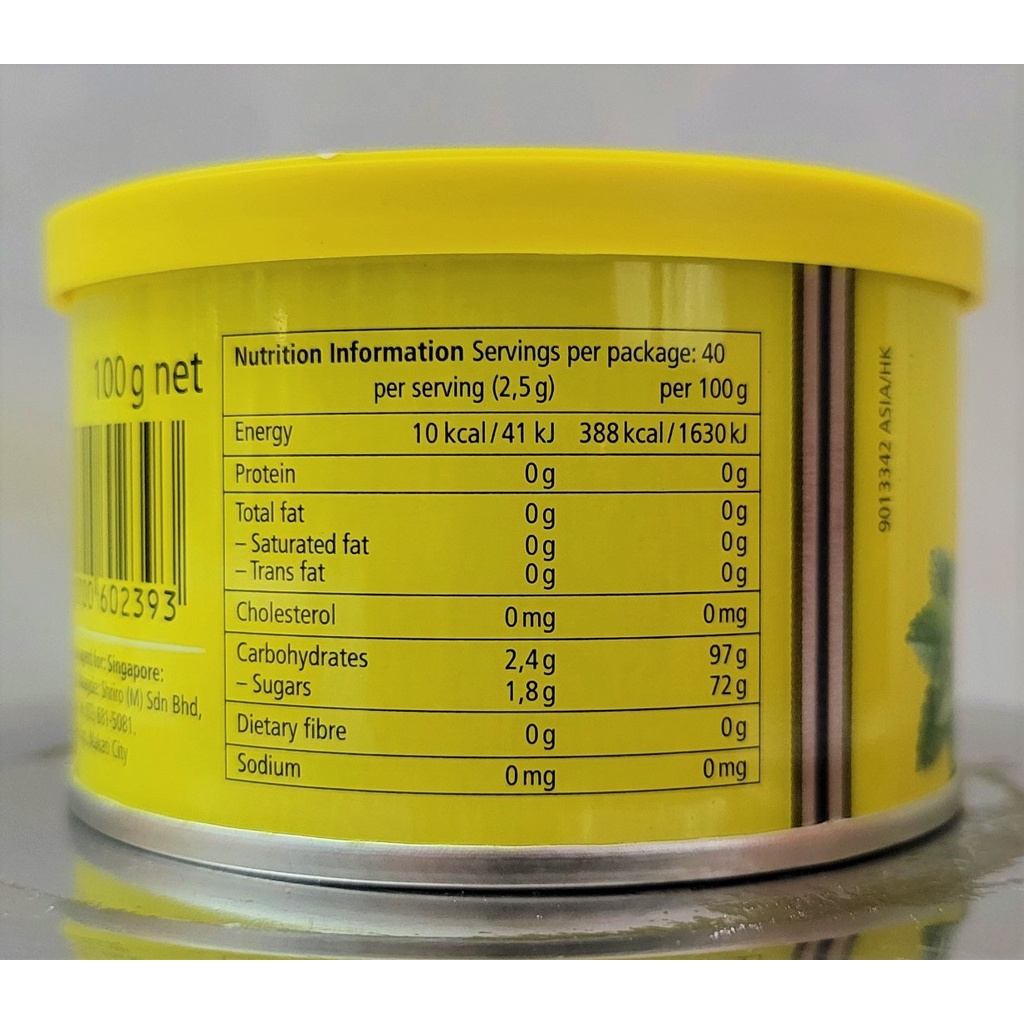 100 g net
602393
Singapore:
(M) Sdn Bhd,
681-5081.
City
Nutrition Information Servings per package: 40
per serving (2,5 g) per 100 g
Energy 10 kcal / 41 kJ 388 kcal / 1630 kJ
Protein 0 g 0 g
Total fat 0 g 0 g
– Saturated fat 0 g 0 g
– Trans fat 0 g 0 g
Cholesterol 0 mg 0 mg
Carbohydrates 2,4 g 97 g
– Sugars 1,8 g 72 g
Dietary fibre 0 g 0 g
Sodium 0 mg 0 mg
9013342 ASIA/HK